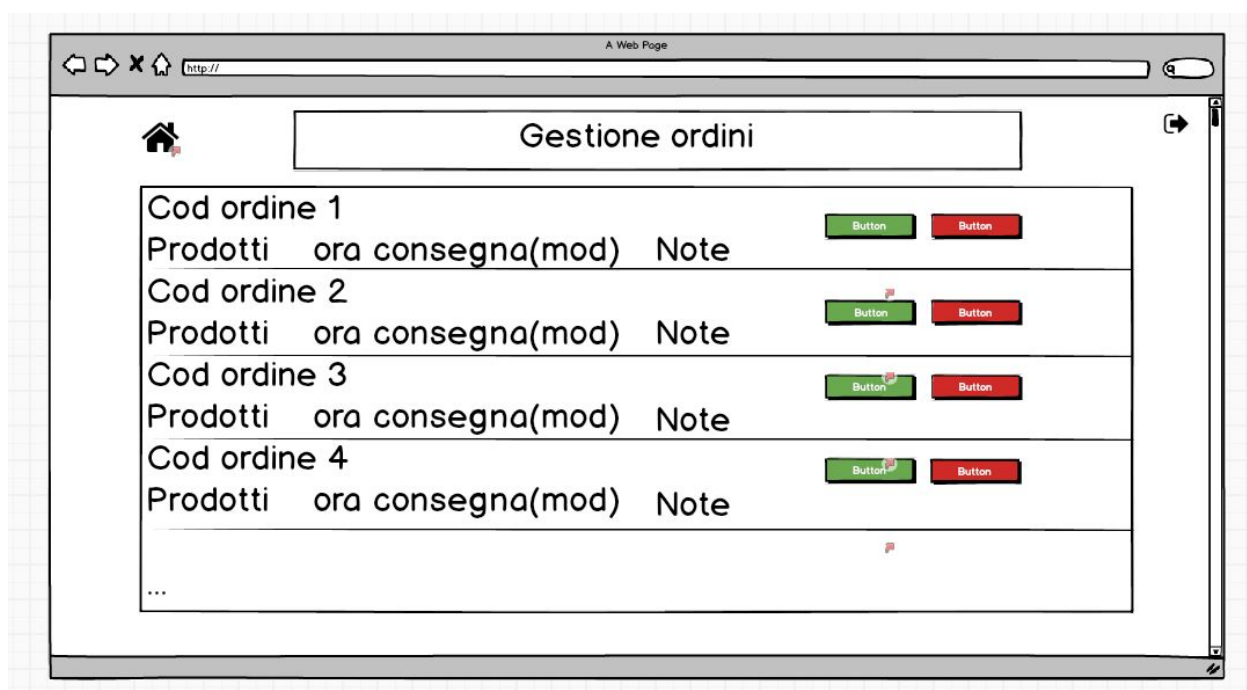 A Web Page
http://
Gestione ordini
Cod ordine 1
Button Button
Prodotti ora consegna(mod) Note
Cod ordine 2
Button Button
Prodotti ora consegna(mod) Note
Cod ordine 3
Button Button
Prodotti ora consegna(mod) Note
Cod ordine 4
Button Button
Prodotti ora consegna(mod) Note
...